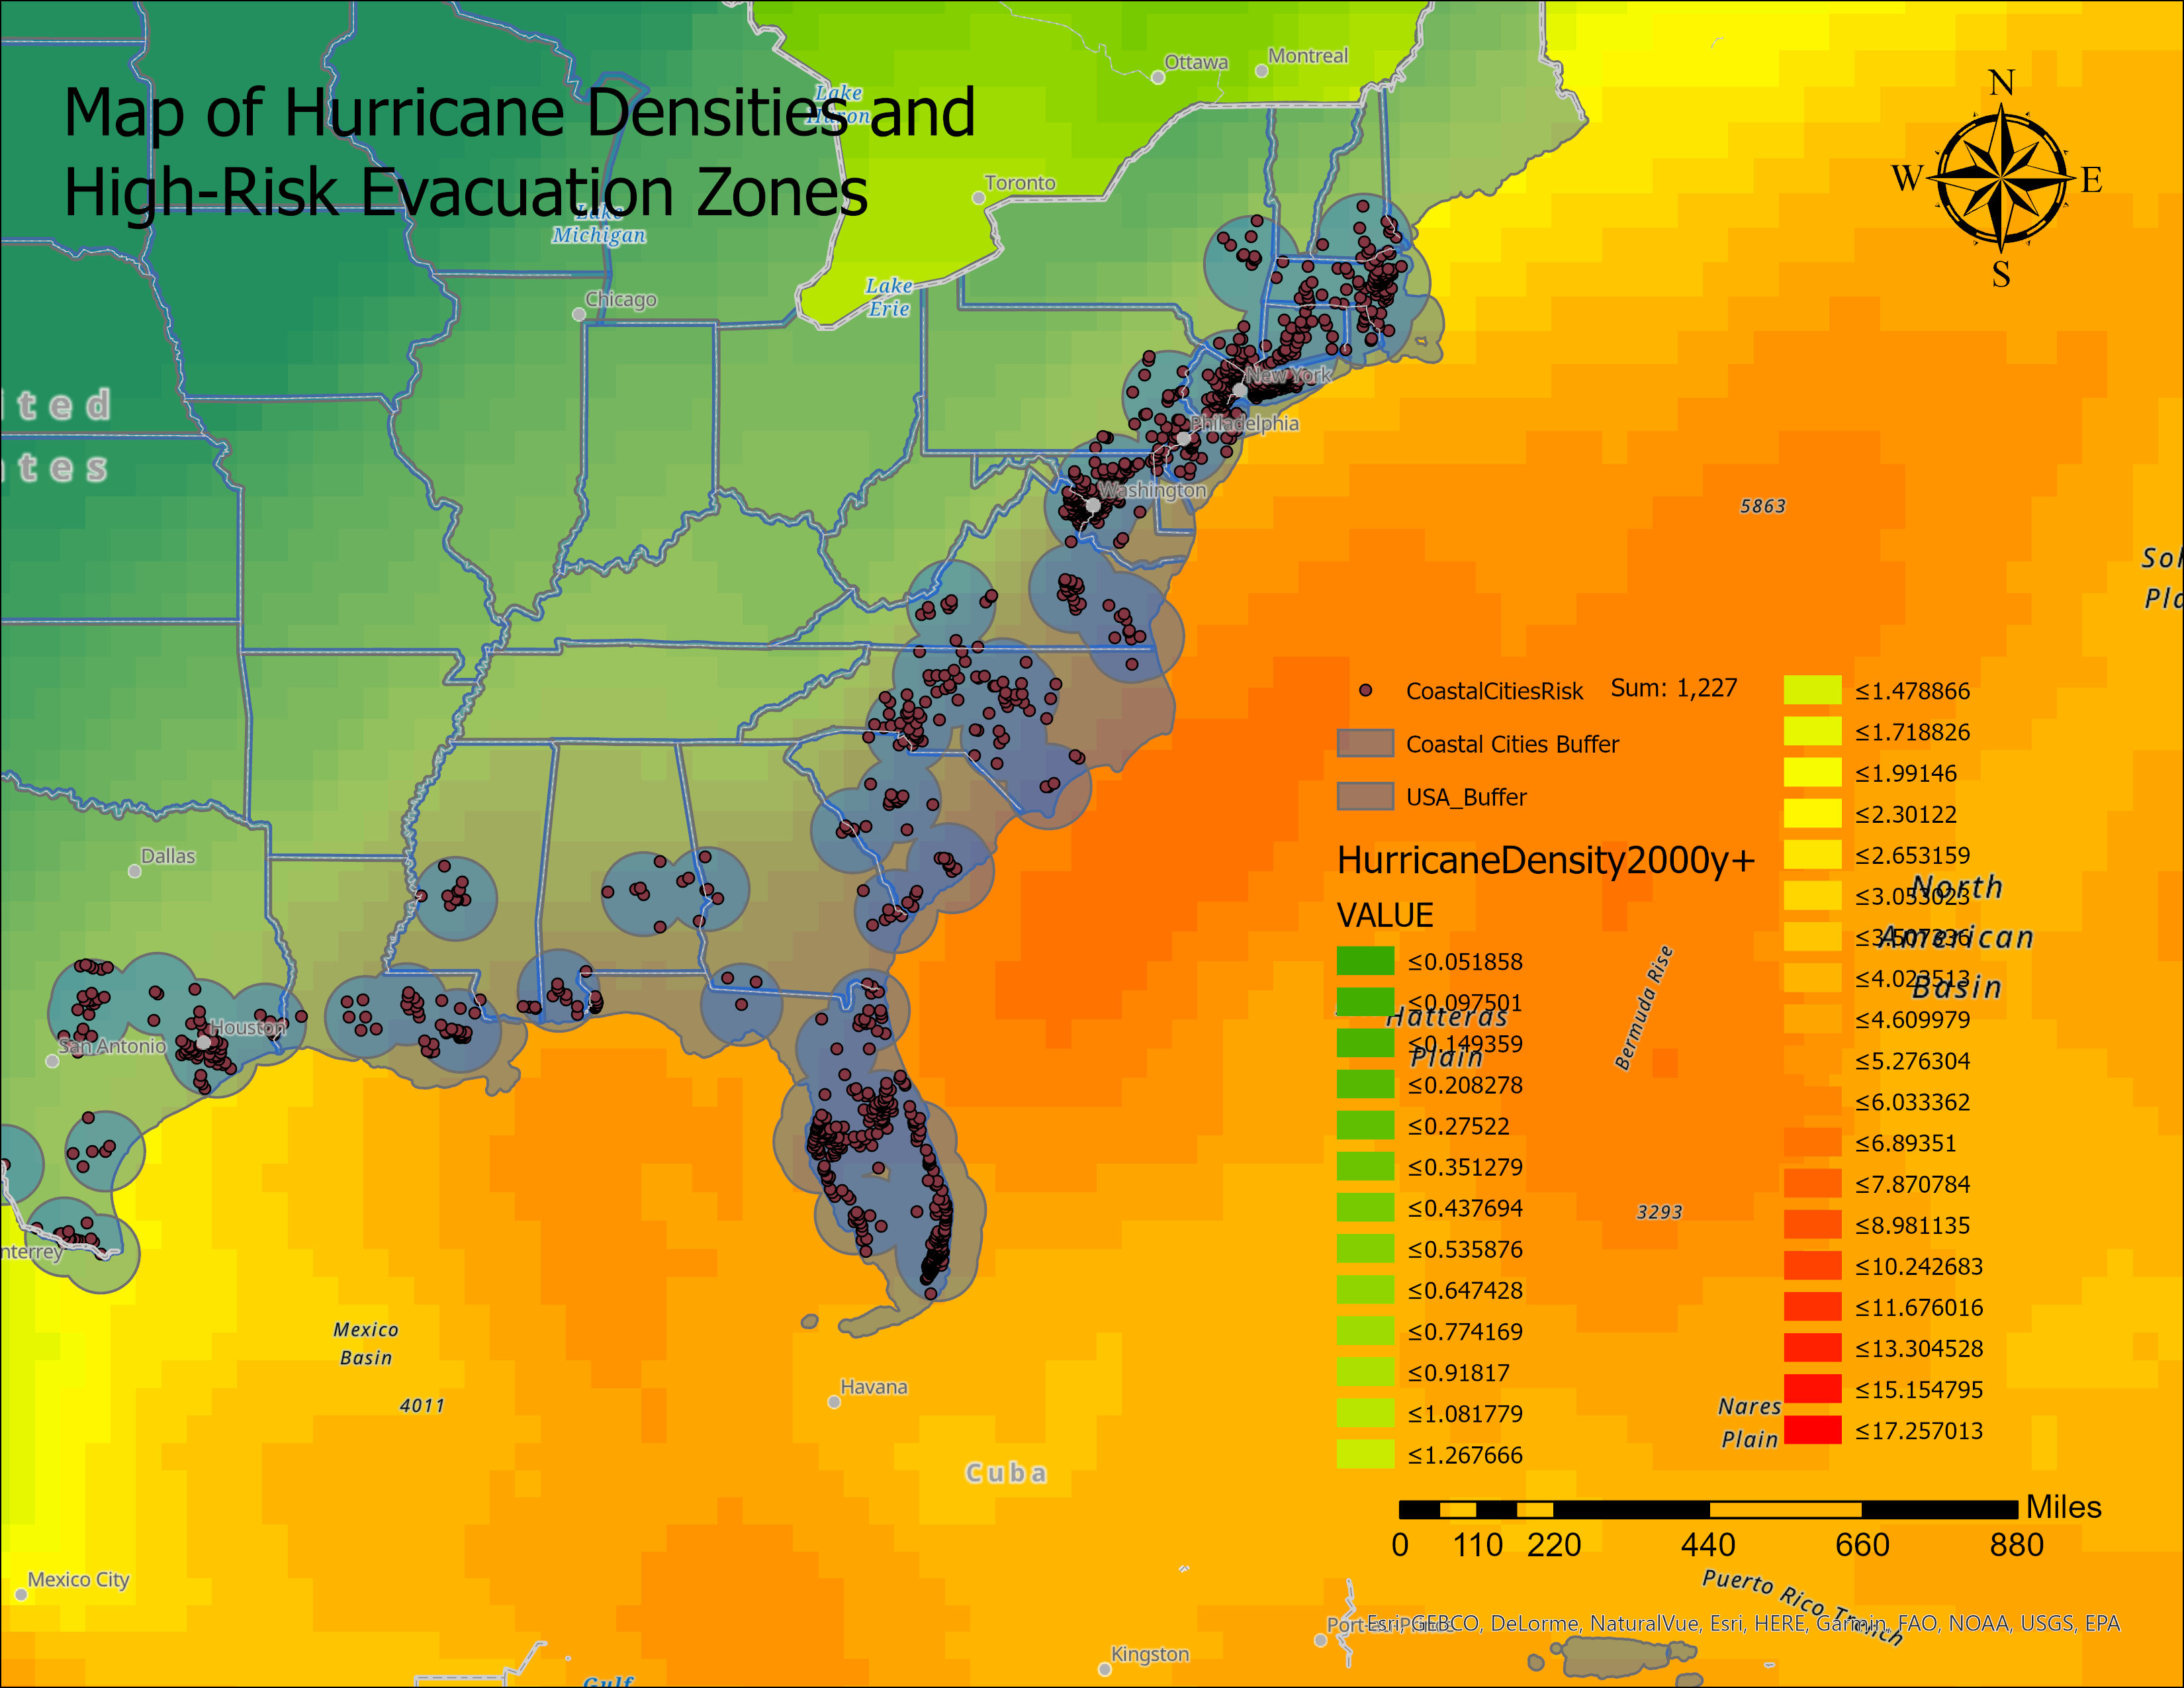 Ottawa
Montreal
N
Map of Hurricane Densities and
High-Risk Evacuation Zones
Lake
Huron
Toronto
W
E
S
Lake
Michigan
Lake
Erie
Chicago
New York
ited
Philadelphia
ates
Washington
5863
Sol
Pla
CoastalCitiesRisk Sum: 1,227
Coastal Cities Buffer
USA_Buffer
HurricaneDensity2000y+
VALUE
≤0.051858
≤0.097501
≤0.149359
≤0.208278
≤0.27522
≤0.351279
≤0.437694
≤0.535876
≤0.647428
≤0.774169
≤0.91817
≤1.081779
≤1.267666
≤1.478866
≤1.718826
≤1.99146
≤2.30122
≤2.653159
≤3.053023
≤3.507336
≤4.023513
≤4.609979
≤5.276304
≤6.033362
≤6.89351
≤7.870784
≤8.981135
≤10.242683
≤11.676016
≤13.304528
≤15.154795
≤17.257013
North
American
Basin
Dallas
Bermuda Rise
Hatteras
Plain
Houston
San Antonio
3293
nterrey
Mexico
Basin
4011
Havana
Nares
Plain
Cuba
Miles
0 110 220 440 660 880
Mexico City
Puerto Rico Trench
Esri, GEBCO, DeLorme, NaturalVue, Esri, HERE, Garmin, FAO, NOAA, USGS, EPA
Kingston
Gulf